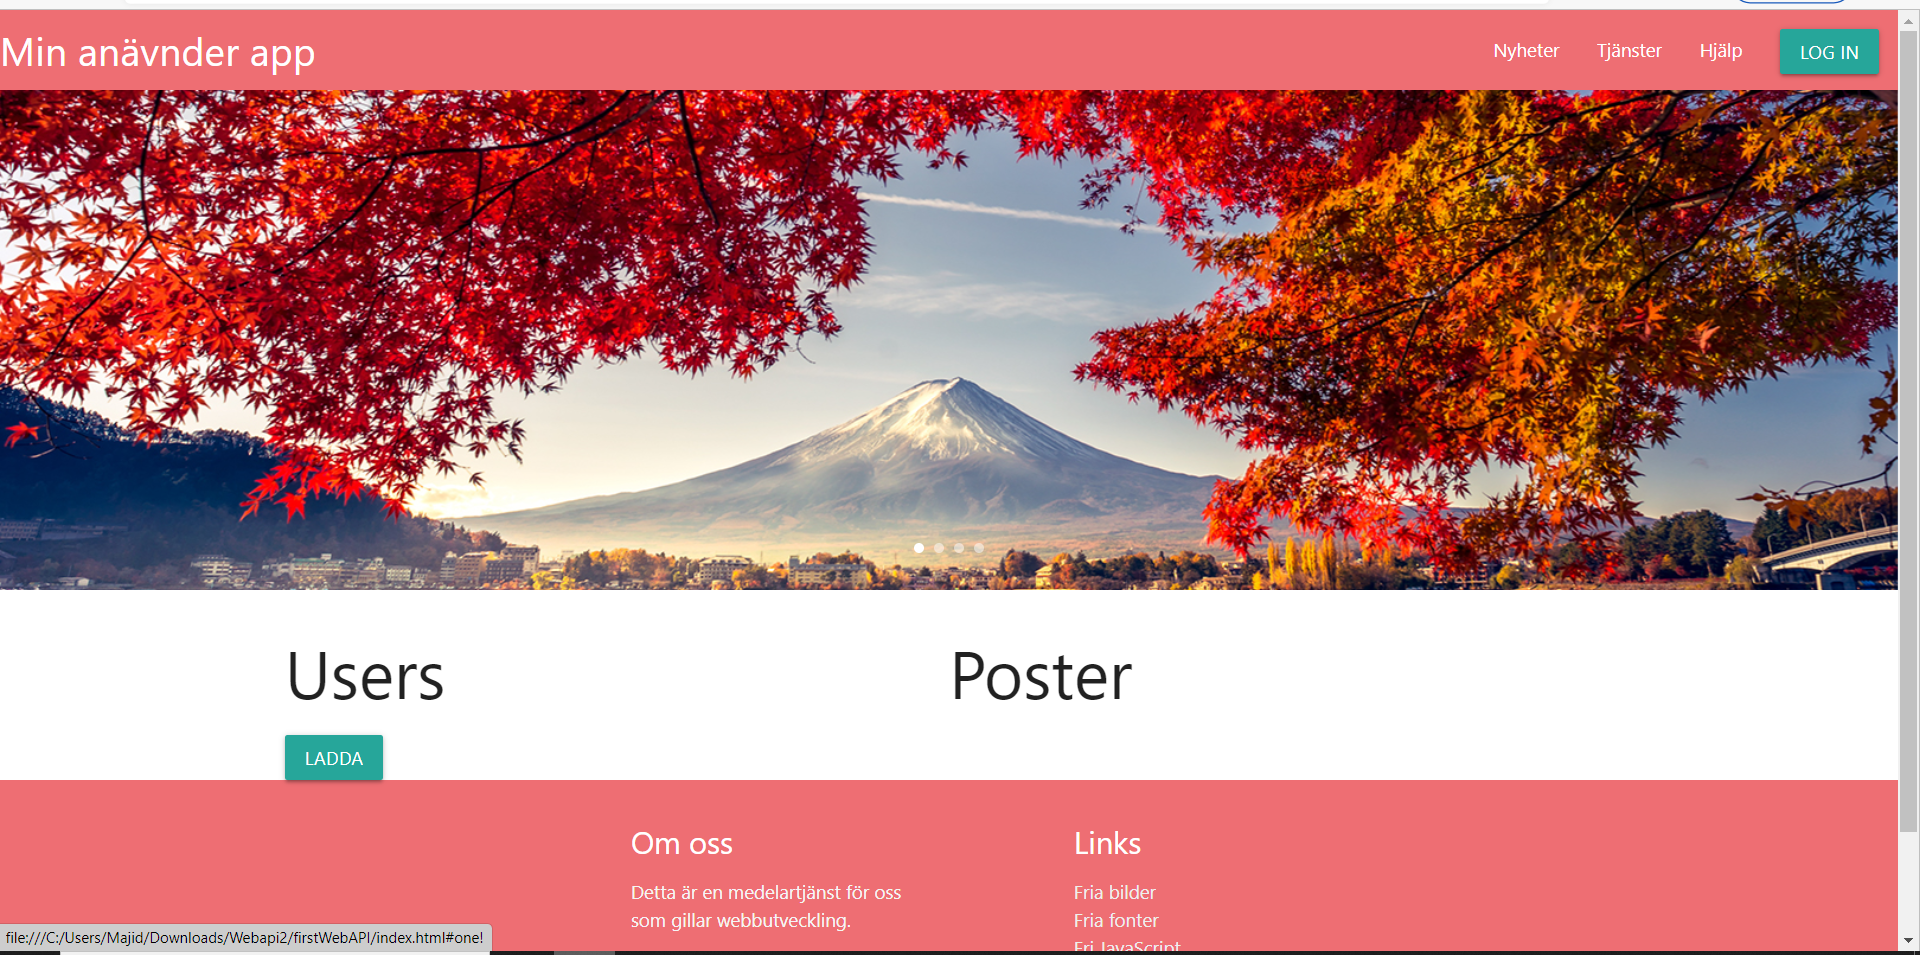 Min anävnder app
Nyheter
Tjänster
Hjälp
LOG IN
Users
Poster
LADDA
Om oss
Detta är en medelartjänst för oss
som gillar webbutveckling.
Links
Fria bilder
Fria fonter
Fri JavaScript
file:///C:/Users/Majid/Downloads/Webapi2/firstWebAPI/index.html#one!